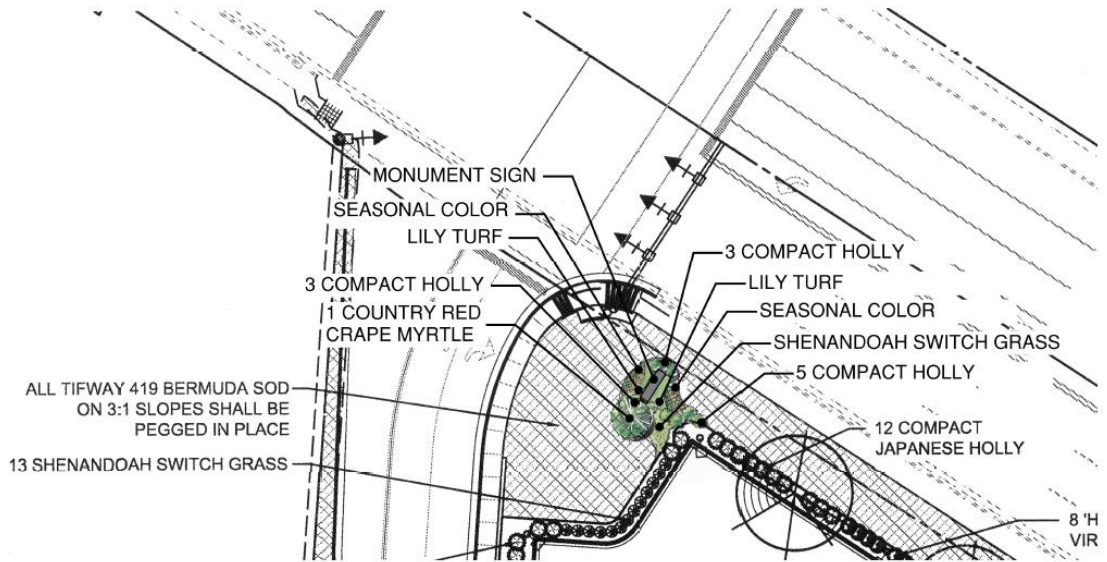 MONUMENT SIGN
SEASONAL COLOR
LILY TURF
3 COMPACT HOLLY
1 COUNTRY RED
CRAPE MYRTLE
3 COMPACT HOLLY
LILY TURF
SEASONAL COLOR
SHENANDOAH SWITCH GRASS
5 COMPACT HOLLY
ALL TIFWAY 419 BERMUDA SOD
ON 3:1 SLOPES SHALL BE
PEGGED IN PLACE
13 SHENANDOAH SWITCH GRASS
12 COMPACT
JAPANESE HOLLY
8 'H
VIR